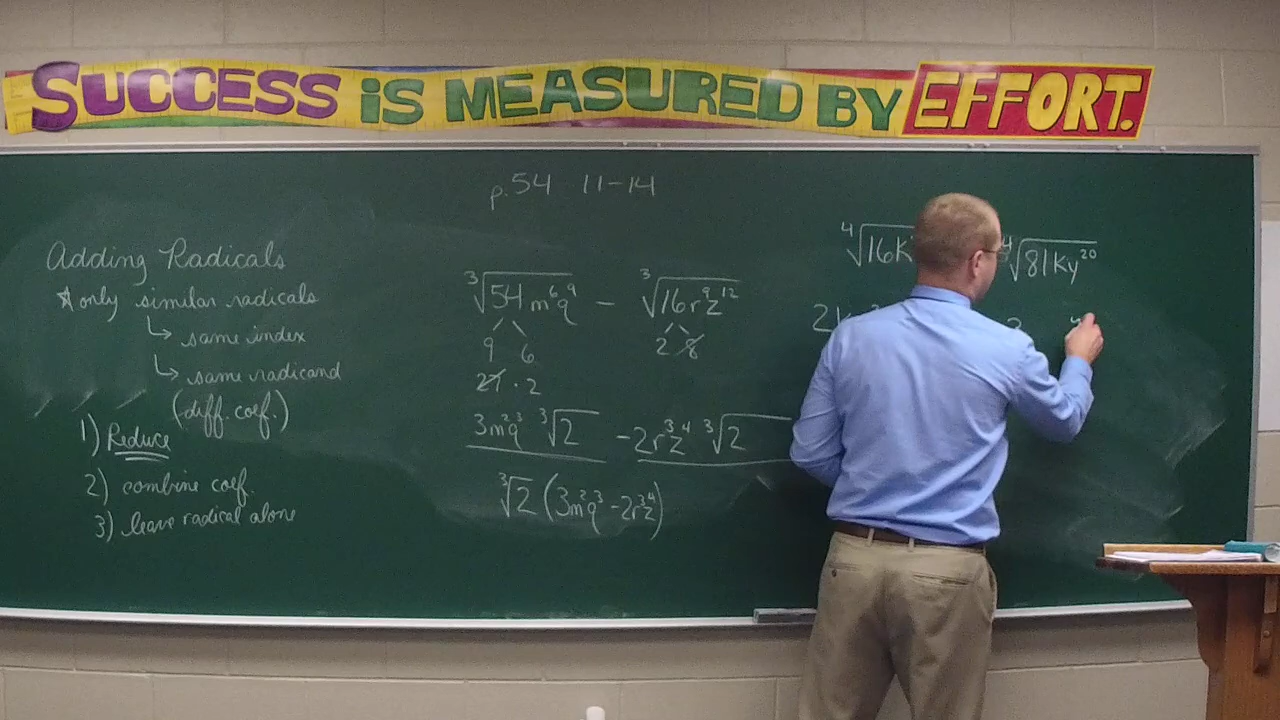 SUCCESS IS MEASURED BY EFFORT.
p. 54 11-14
Adding Radicals
* only similar radicals
↳ same index
↳ same radicand
(diff. coef.)
1) Reduce
2) combine coef.
3) leave radical alone
∛(54m⁶q⁹) − ∛(16r⁹z¹²)
9 6 2 8
27 · 2
3m²q³ ∛2 −2r³z⁴ ∛2
∛2 (3m²q³ − 2r³z⁴)
∜(16k ∜(81ky²⁰)